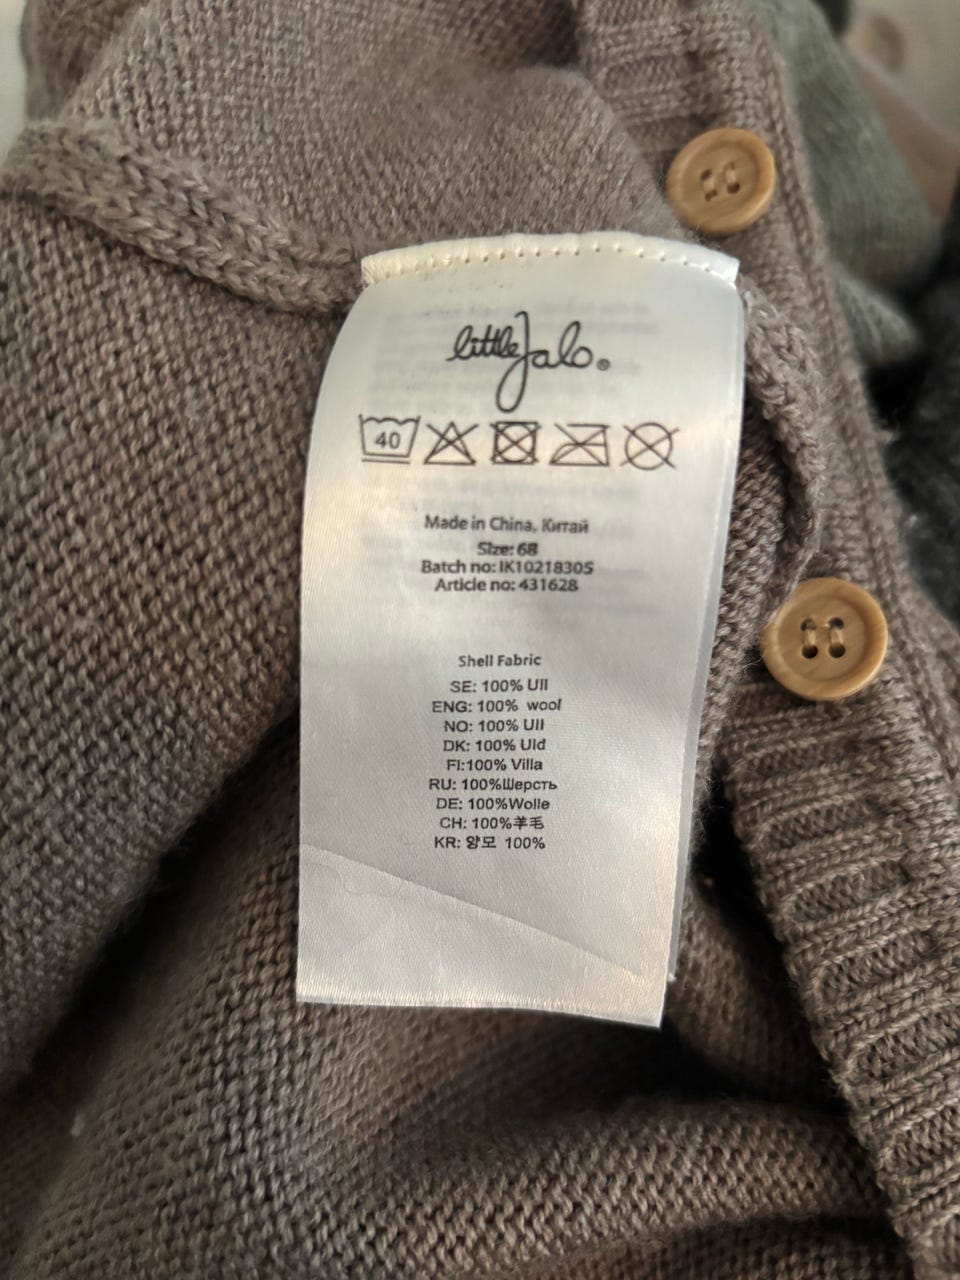 littleJalo®
40
Made in China, Китай
Size: 68
Batch no: IK10218305
Article no: 431628
Shell Fabric
SE: 100% Ull
ENG: 100% wool
NO: 100% Ull
DK: 100% Uld
FI:100% Villa
RU: 100%Шерсть
DE: 100%Wolle
CH: 100%羊毛
KR: 양모 100%